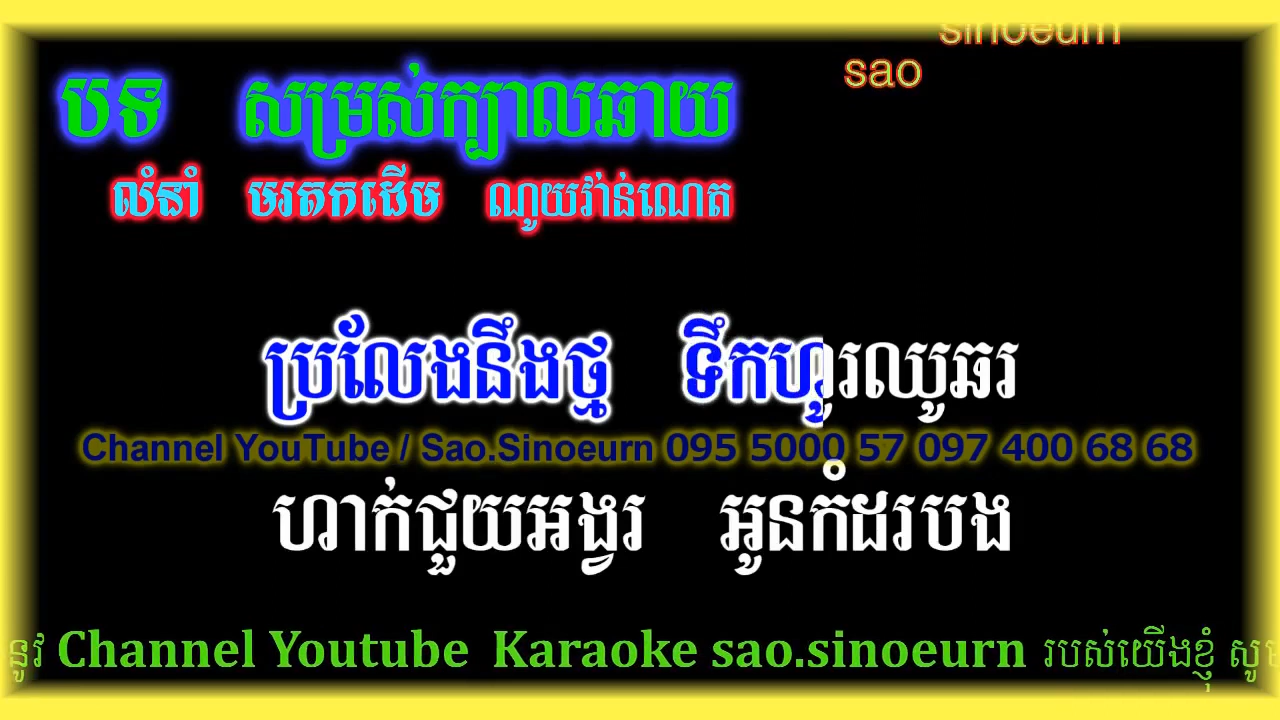 sinoeurn
sao
បទ សម្រស់ក្បាលឆាយ
លំនាំ មរតកដើម ណូយវ៉ាន់ណេត
ប្រលែងនឹងថ្ម ទឹកហូរឈូឆរ
Channel YouTube / Sao.Sinoeurn 095 5000 57 097 400 68 68
ហាក់ជួយអង្វរ អូនកំដរបង
នូវ Channel Youtube Karaoke sao.sinoeurn របស់យើងខ្ញុំ